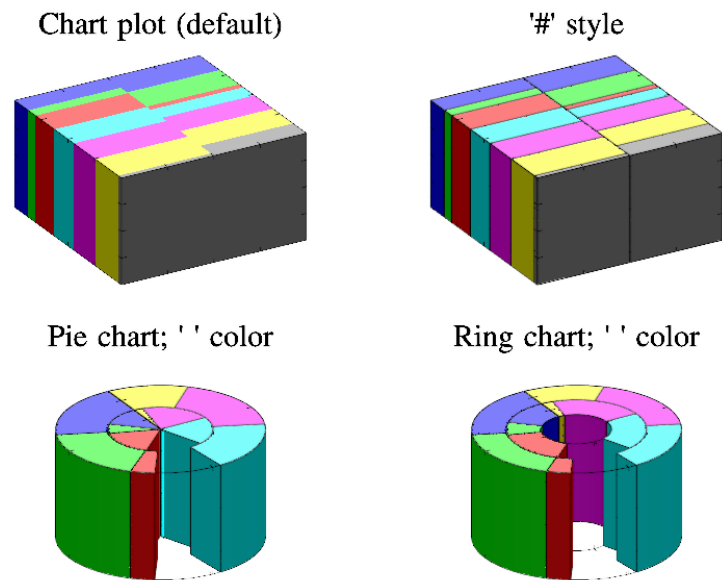 Chart plot (default)
'#' style
Pie chart; ' ' color
Ring chart; ' ' color